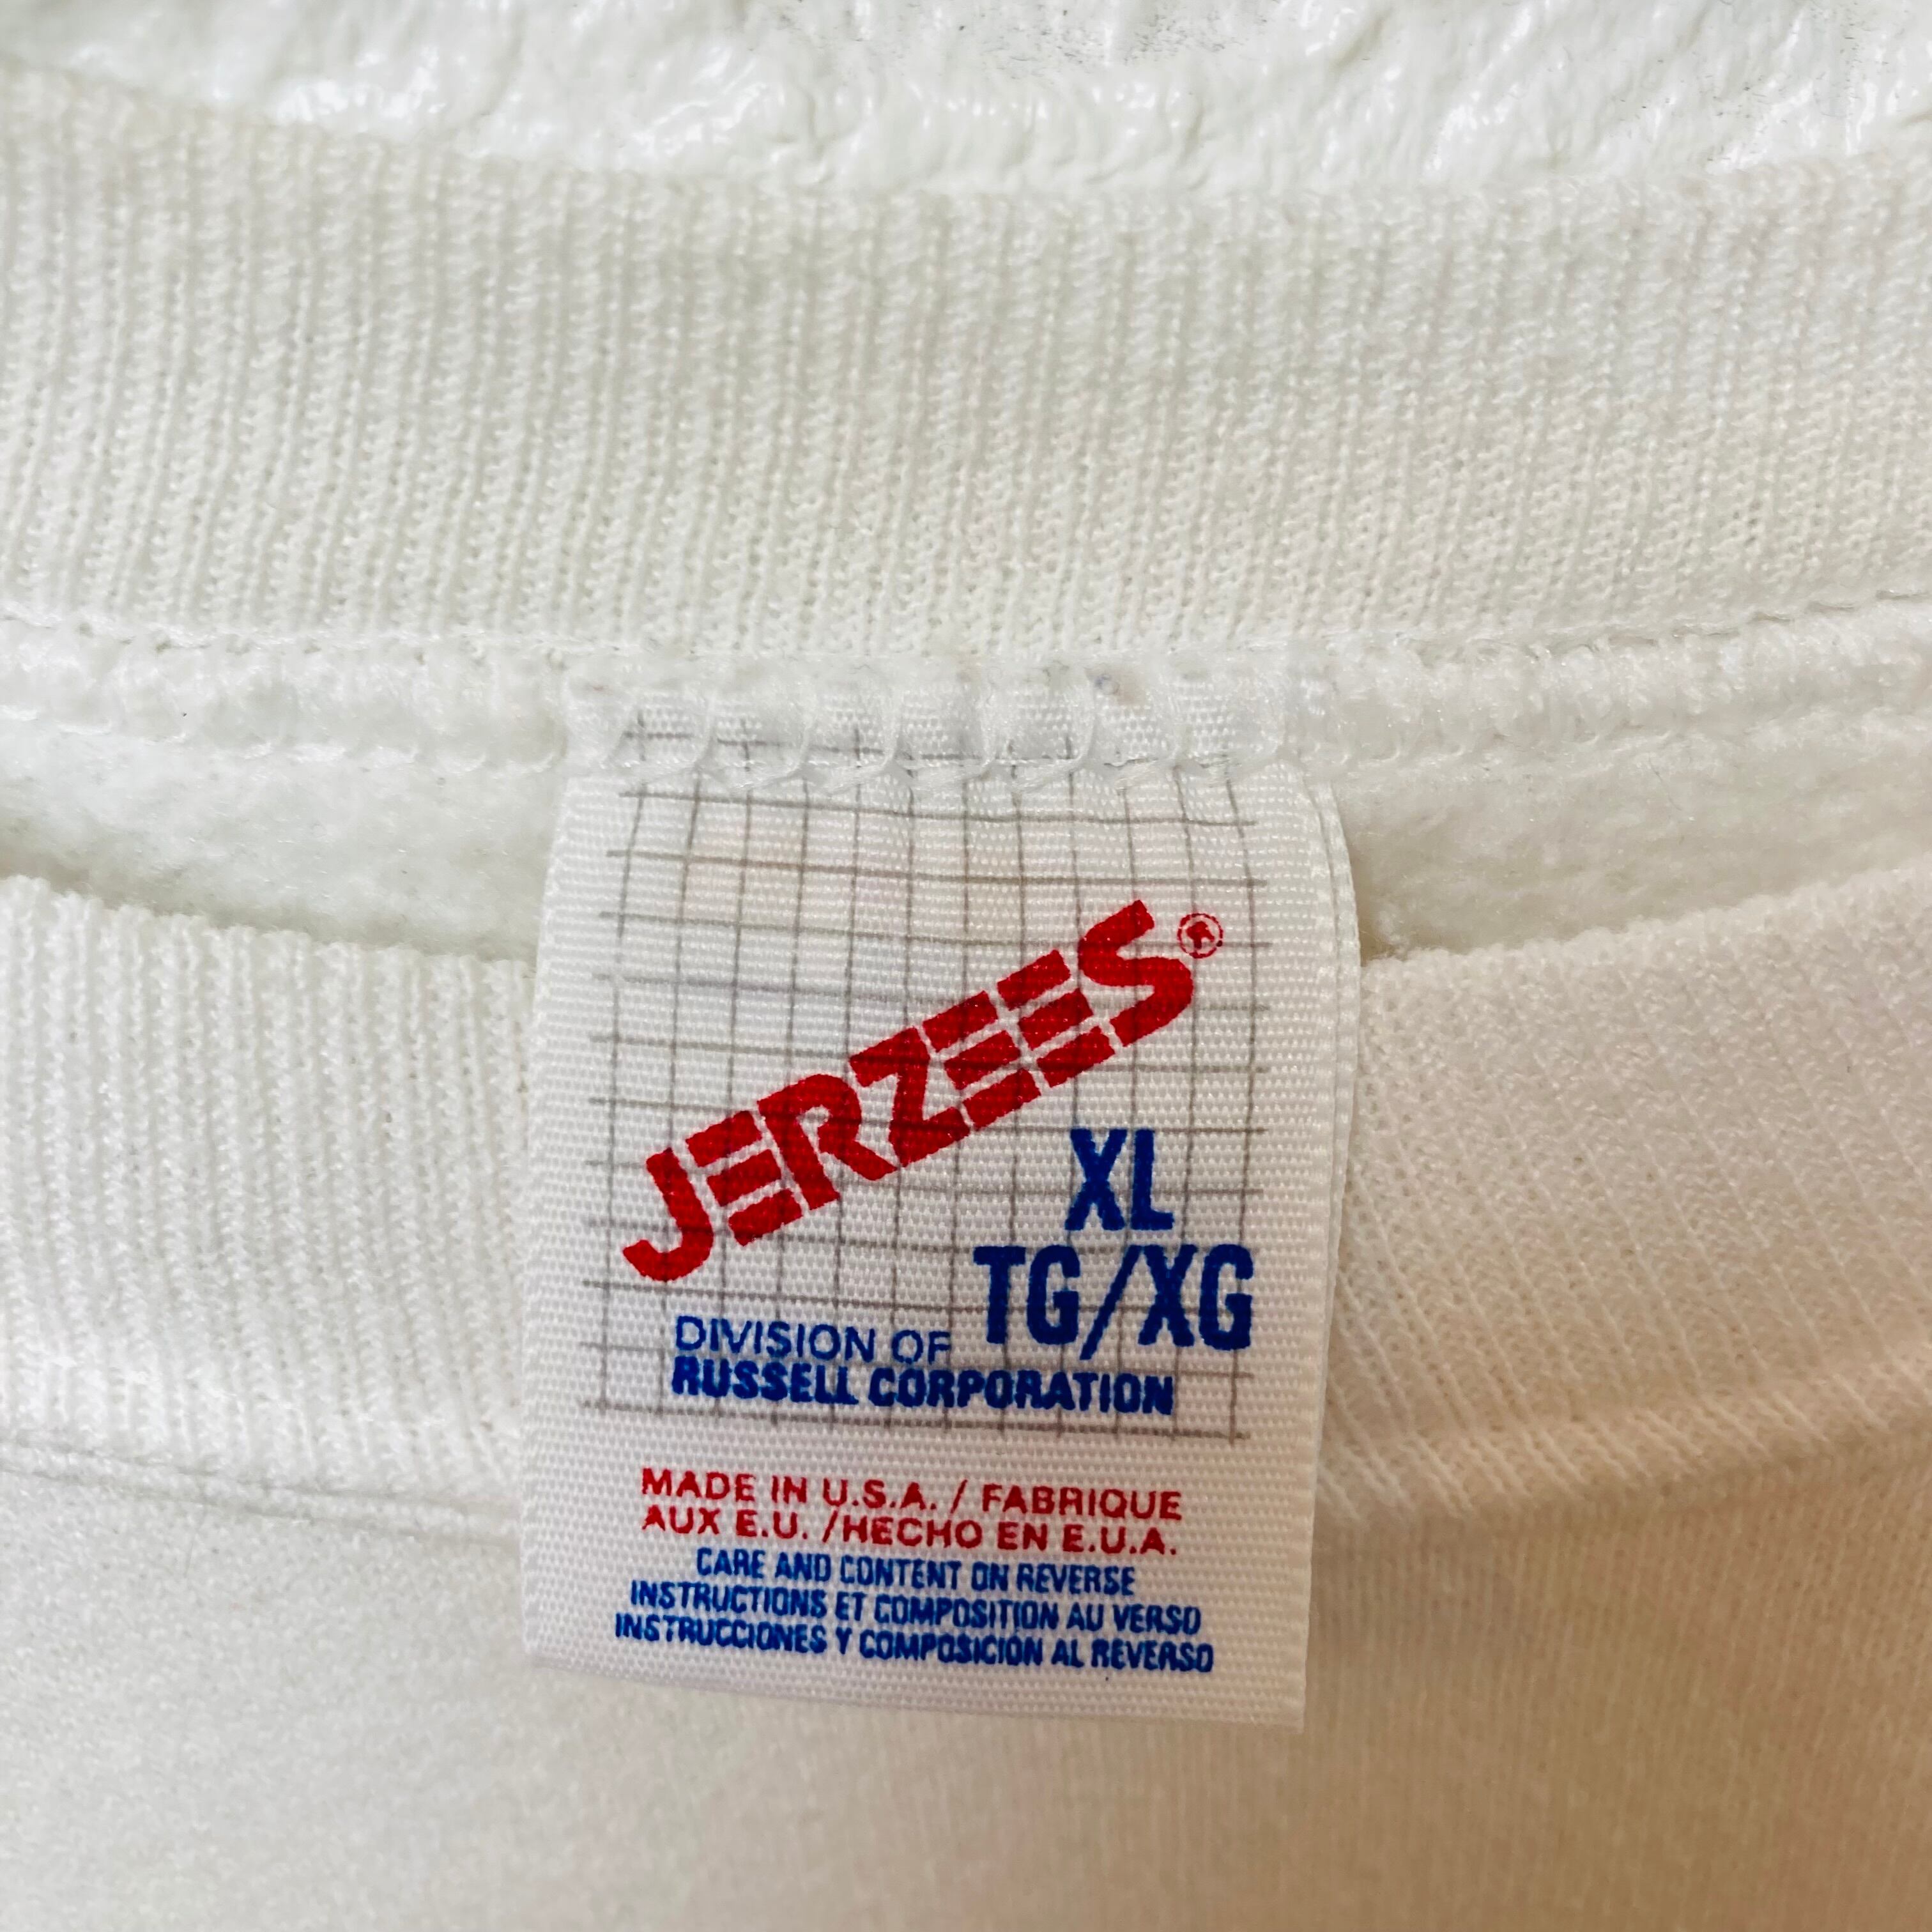 JERZEES®
XL
TG/XG
DIVISION OF
RUSSELL CORPORATION
MADE IN U.S.A. / FABRIQUE
AUX E.U. /HECHO EN E.U.A.
CARE AND CONTENT ON REVERSE
INSTRUCTIONS ET COMPOSITION AU VERSO
INSTRUCCIONES Y COMPOSICION AL REVERSO